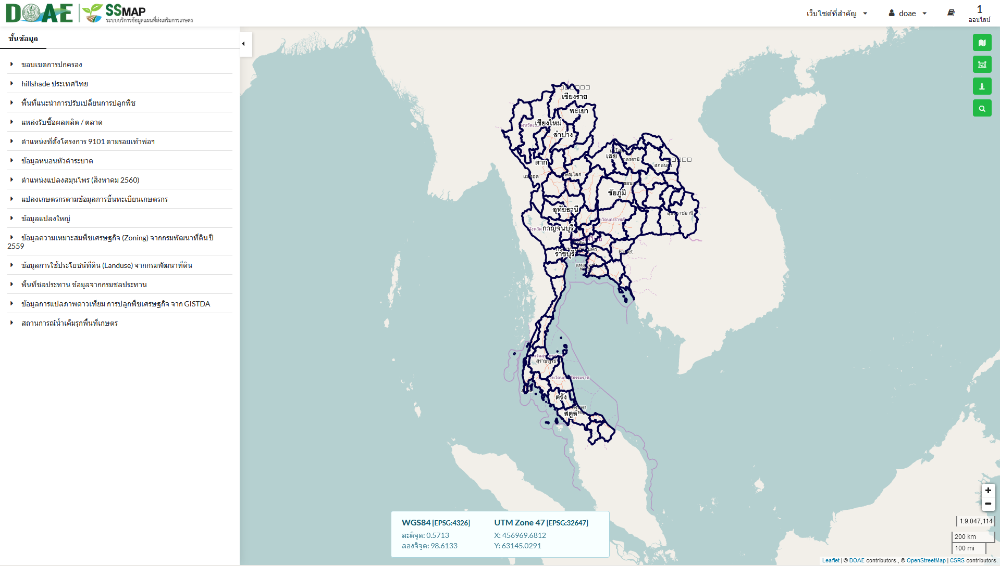 DOAE
SSMAP
ระบบบริการข้อมูลแผนที่ส่งเสริมการเกษตร
เว็บไซต์ที่สำคัญ
doae
1
ออนไลน์
ชั้นข้อมูล
ขอบเขตการปกครอง
hillshade ประเทศไทย
พื้นที่แนะนำการปรับเปลี่ยนการปลูกพืช
แหล่งรับซื้อผลผลิต / ตลาด
ตำแหน่งที่ตั้งโครงการ 9101 ตามรอยเท้าพ่อฯ
ข้อมูลหนอนหัวดำระบาด
ตำแหน่งแปลงสมุนไพร (สิงหาคม 2560)
แปลงเกษตรกรตามข้อมูลการขึ้นทะเบียนเกษตรกร
ข้อมูลแปลงใหญ่
ข้อมูลความเหมาะสมพืชเศรษฐกิจ (Zoning) จากกรมพัฒนาที่ดิน ปี
2559
ข้อมูลการใช้ประโยชน์ที่ดิน (Landuse) จากกรมพัฒนาที่ดิน
พื้นที่ชลประทาน ข้อมูลจากกรมชลประทาน
ข้อมูลการแปลภาพดาวเทียม การปลูกพืชเศรษฐกิจ จาก GISTDA
สถานการณ์น้ำเค็มรุกพื้นที่เกษตร
เชียงราย
พะเยา
เชียงใหม่
ลำปาง
เลย
อุดรธานี
ตาก
สกลนคร
ชัยภูมิ
อุทัยธานี
กาญจนบุรี
ราชบุรี
ตรัง
สตูล
+
−
1:9,047,114
200 km
100 mi
WGS84 [EPSG:4326]
ละติจูด: 0.5713
ลองจิจูด: 98.6133
UTM Zone 47 [EPSG:32647]
X: 456969.6812
Y: 63145.0291
Leaflet | © DOAE contributors., © OpenStreetMap | CSRS contributors.